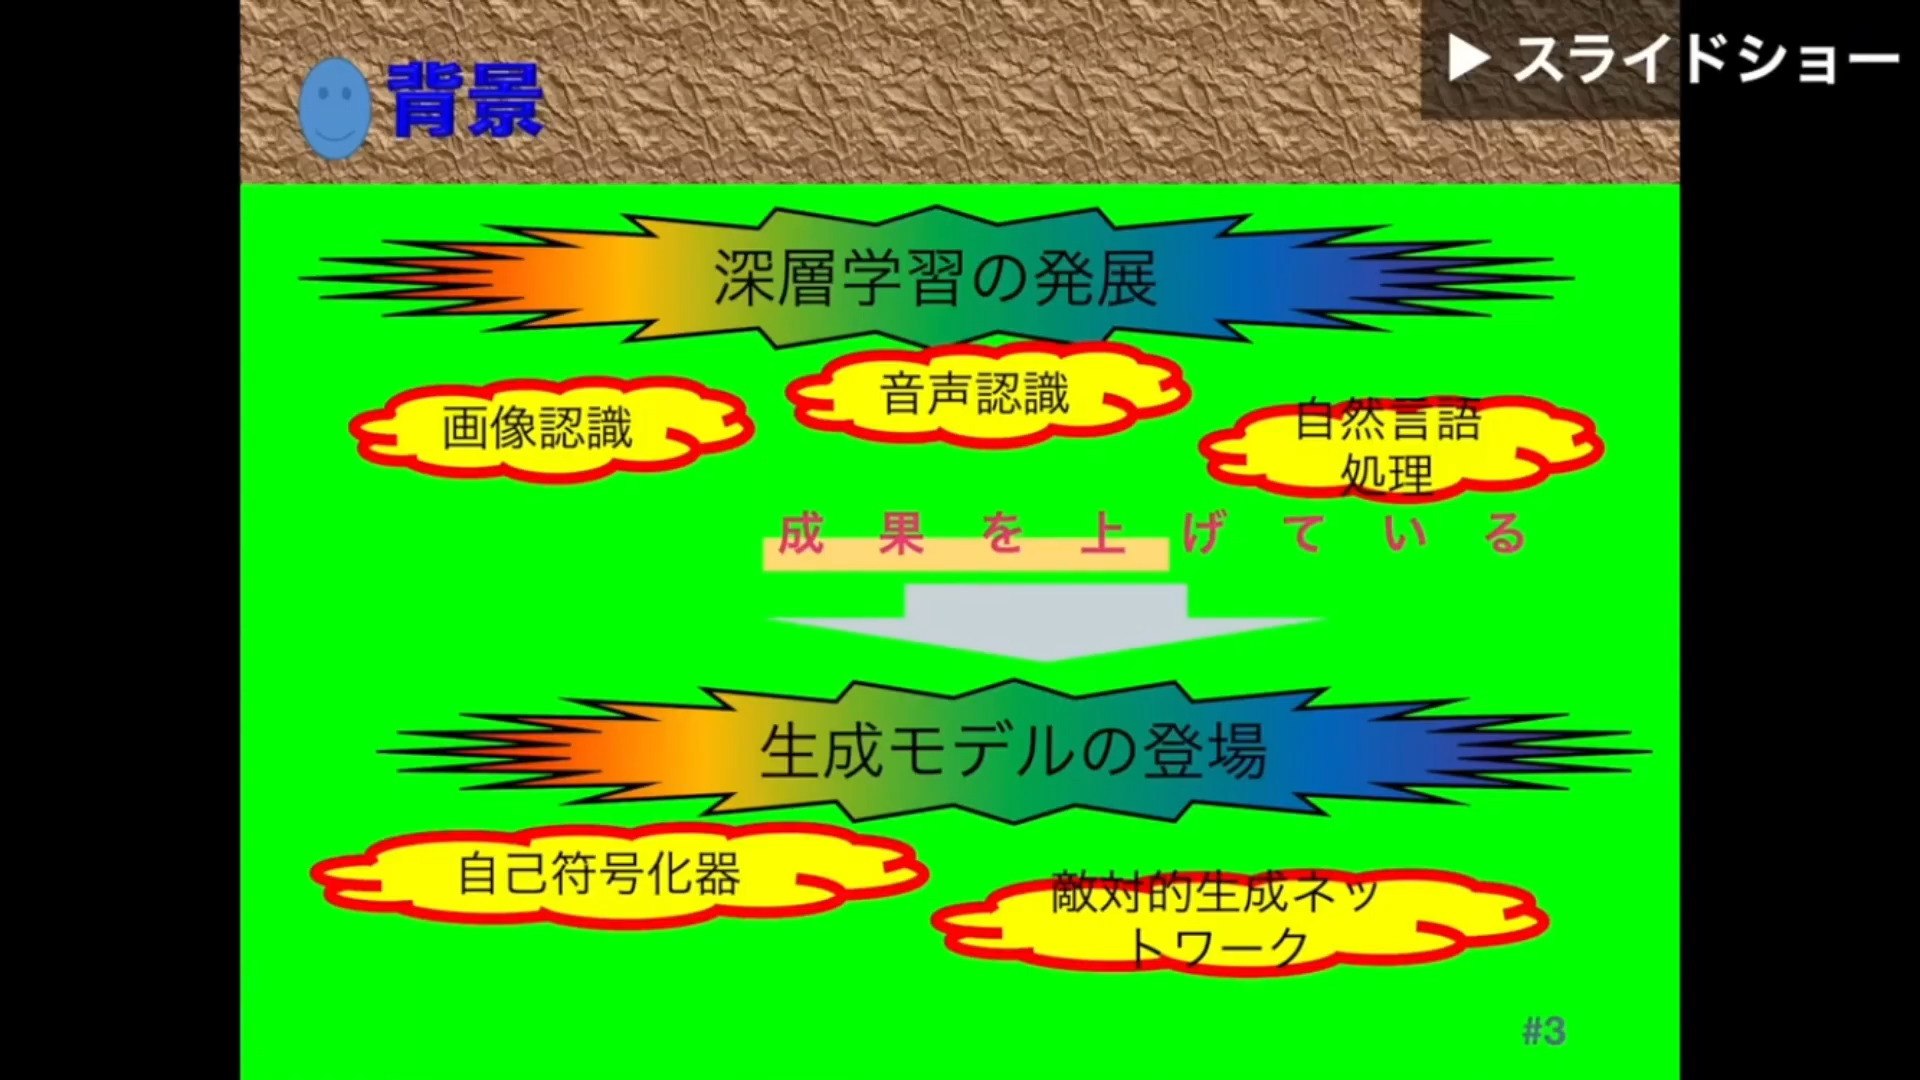 ▶ スライドショー
背景
深層学習の発展
画像認識
音声認識
自然言語
処理
成果を上げている
生成モデルの登場
自己符号化器
敵対的生成ネッ
トワーク
#3